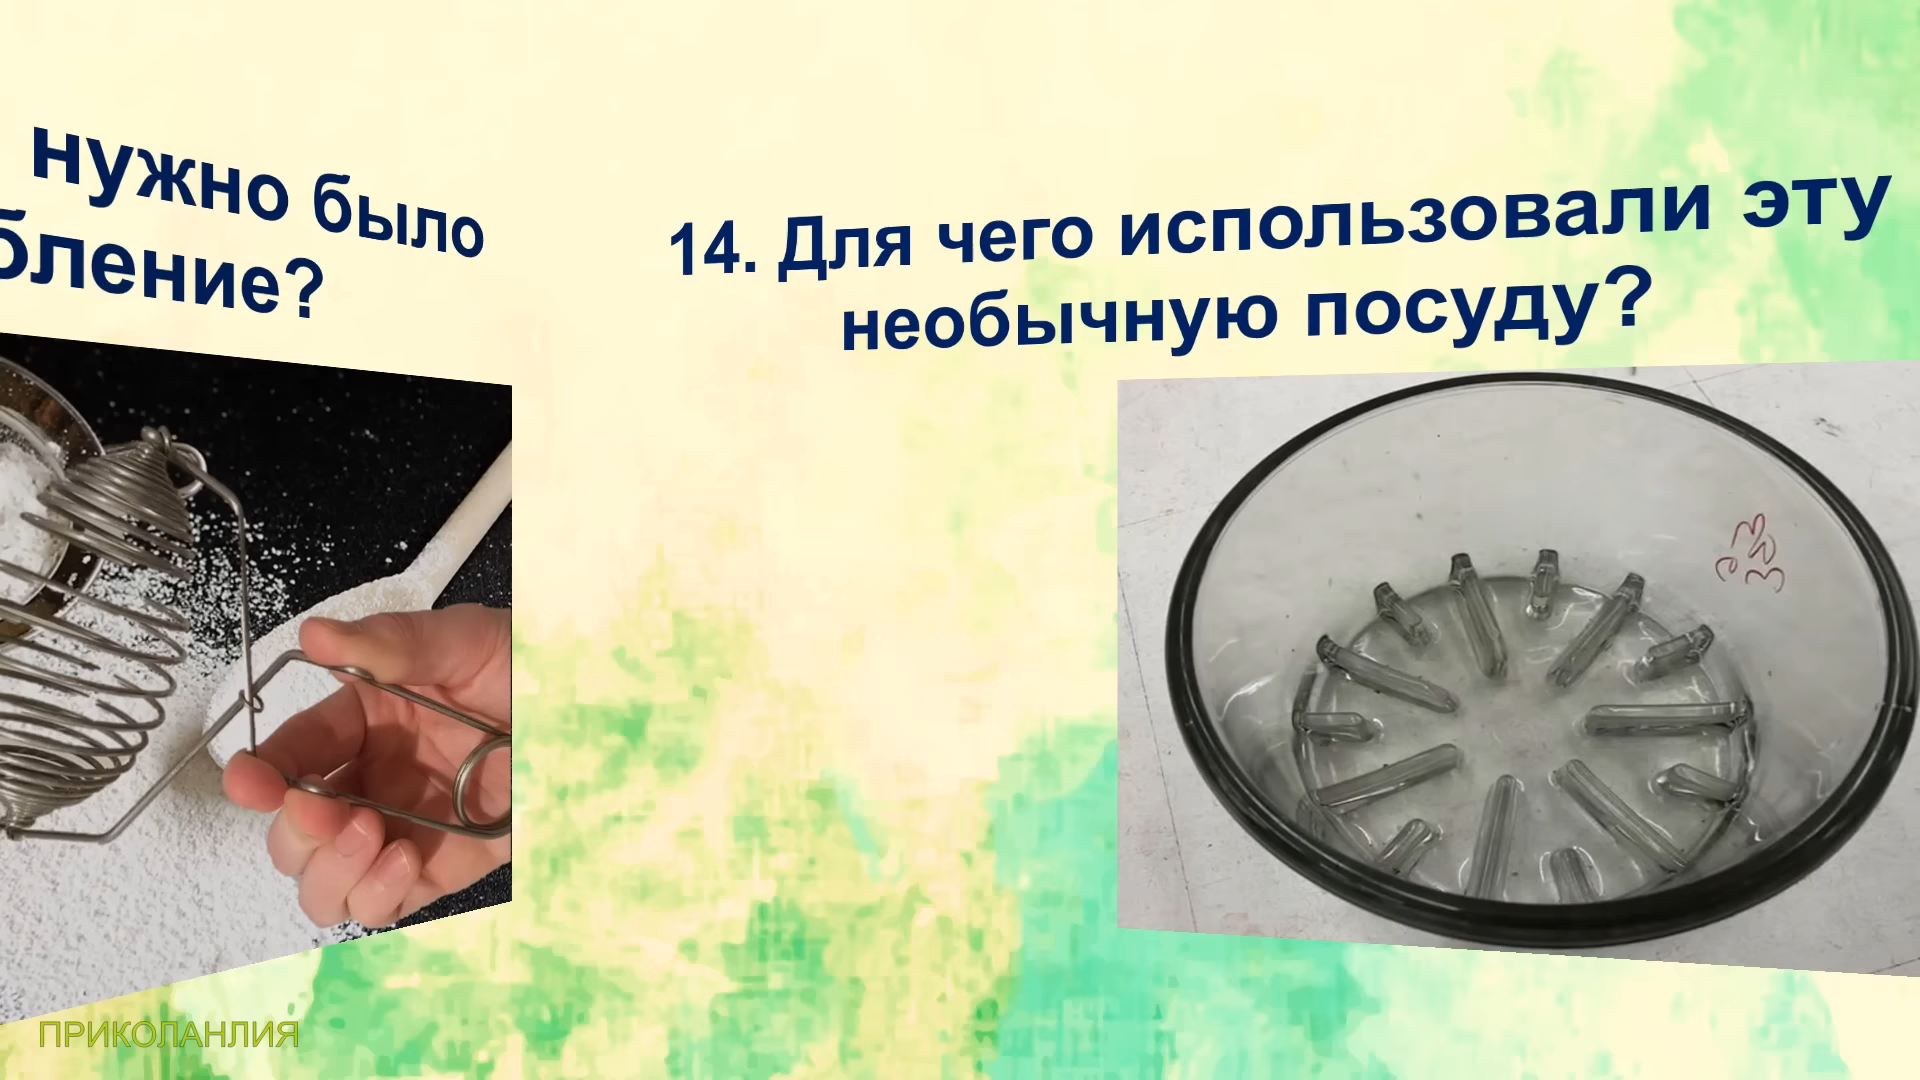 нужно было
бление?
14. Для чего использовали эту
необычную посуду?
ПРИКОЛАНЛИЯ